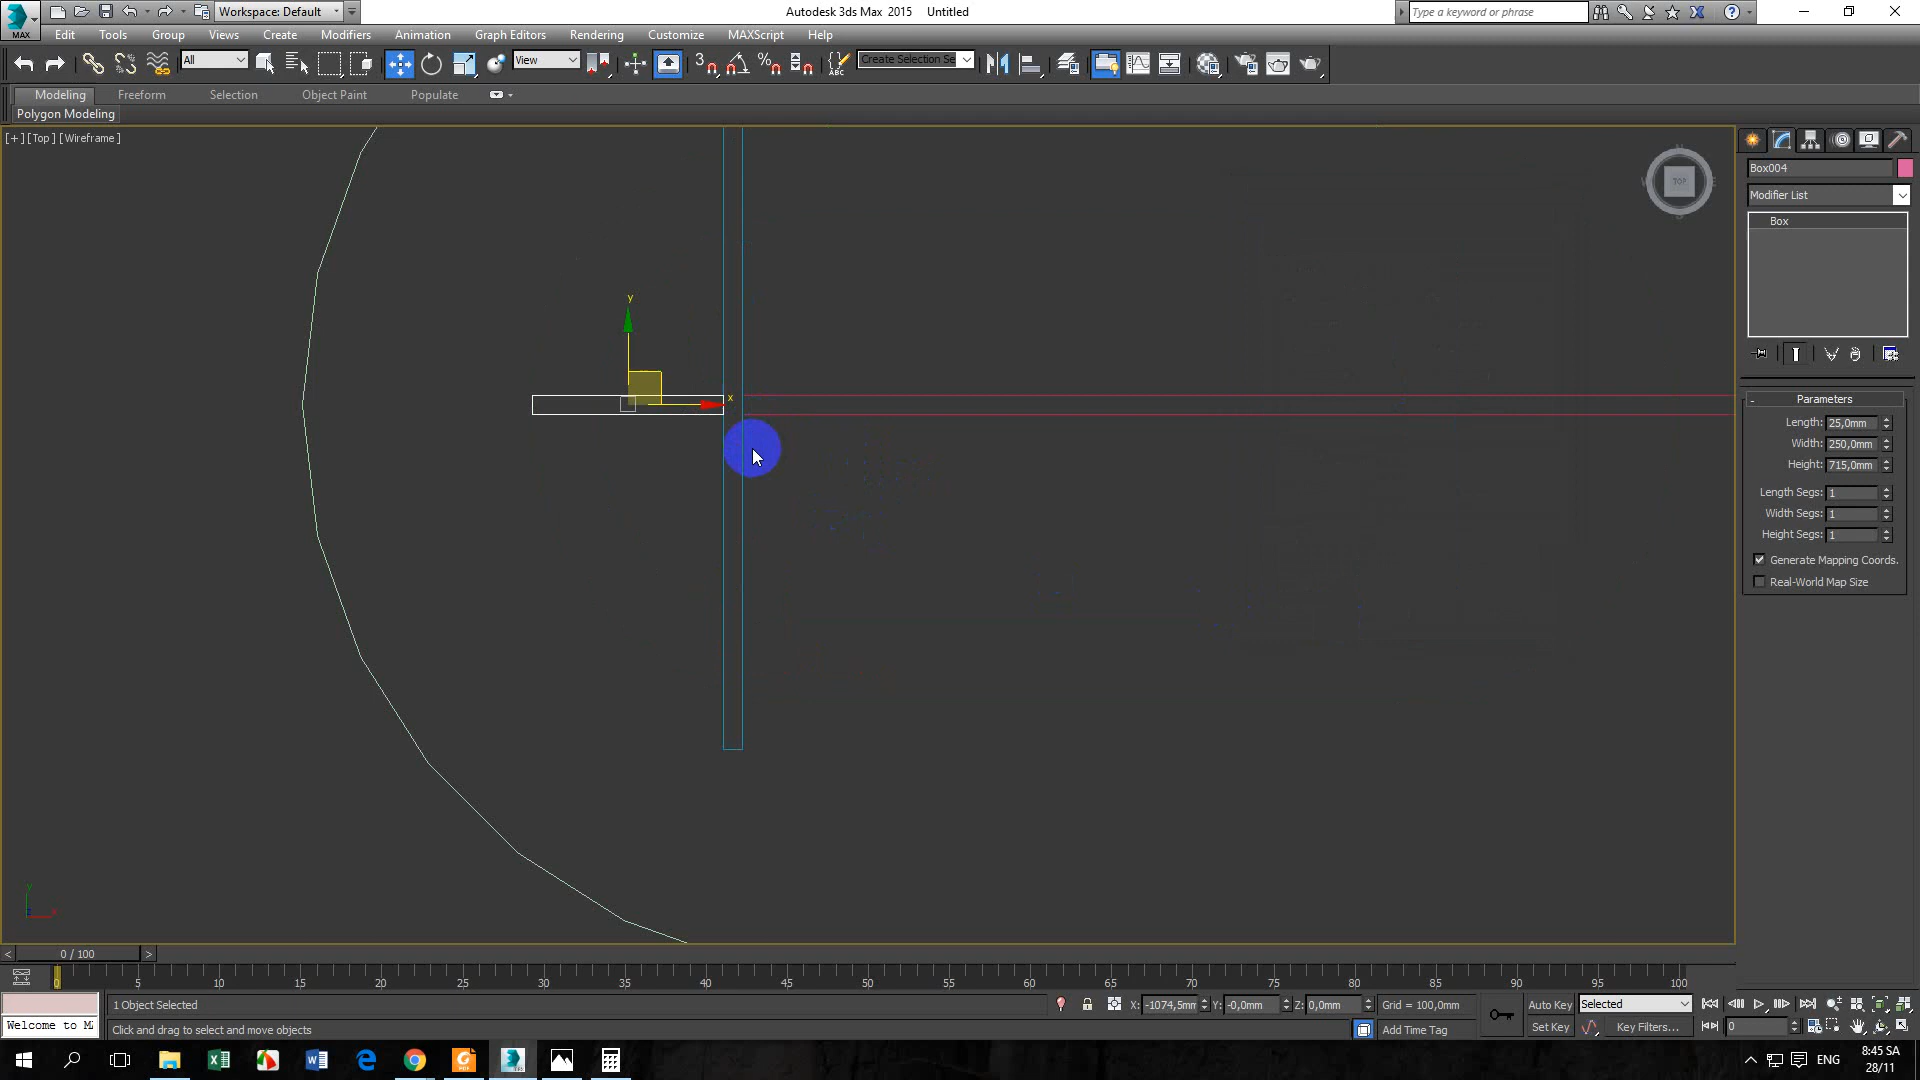 Workspace: Default
Autodesk 3ds Max 2015 Untitled
Type a keyword or phrase
MAX
Edit Tools Group Views Create Modifiers Animation Graph Editors Rendering Customize MAXScript Help
All
View
3
ABC
Create Selection Se
Modeling Freeform Selection Object Paint Populate
Polygon Modeling
[+] [Top] [Wireframe]
TOP
Box004
Modifier List
Box
y
x
- Parameters
Length: 25,0mm
Width: 250,0mm
Height: 715,0mm
Length Segs: 1
Width Segs: 1
Height Segs: 1
Generate Mapping Coords.
Real-World Map Size
y
x
< 0 / 100 >
0 5 10 15 20 25 30 35 40 45 50 55 60 65 70 75 80 85 90 95 100
1 Object Selected
X: -1074,5mm Y: -0,0mm Z: 0,0mm Grid = 100,0mm
Auto Key Selected
Welcome to M
Click and drag to select and move objects
Add Time Tag
Set Key Key Filters... 0
ENG
8:45 SA
28/11